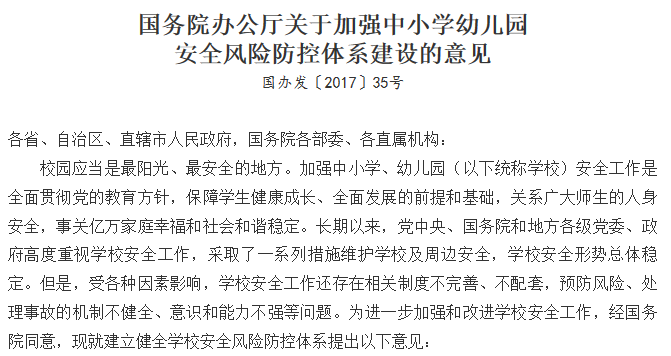 国务院办公厅关于加强中小学幼儿园
安全风险防控体系建设的意见
国办发〔2017〕35号
各省、自治区、直辖市人民政府，国务院各部委、各直属机构：
校园应当是最阳光、最安全的地方。加强中小学、幼儿园（以下统称学校）安全工作是
全面贯彻党的教育方针，保障学生健康成长、全面发展的前提和基础，关系广大师生的人身
安全，事关亿万家庭幸福和社会和谐稳定。长期以来，党中央、国务院和地方各级党委、政
府高度重视学校安全工作，采取了一系列措施维护学校及周边安全，学校安全形势总体稳
定。但是，受各种因素影响，学校安全工作还存在相关制度不完善、不配套，预防风险、处
理事故的机制不健全、意识和能力不强等问题。为进一步加强和改进学校安全工作，经国
务院同意，现就建立健全学校安全风险防控体系提出以下意见：